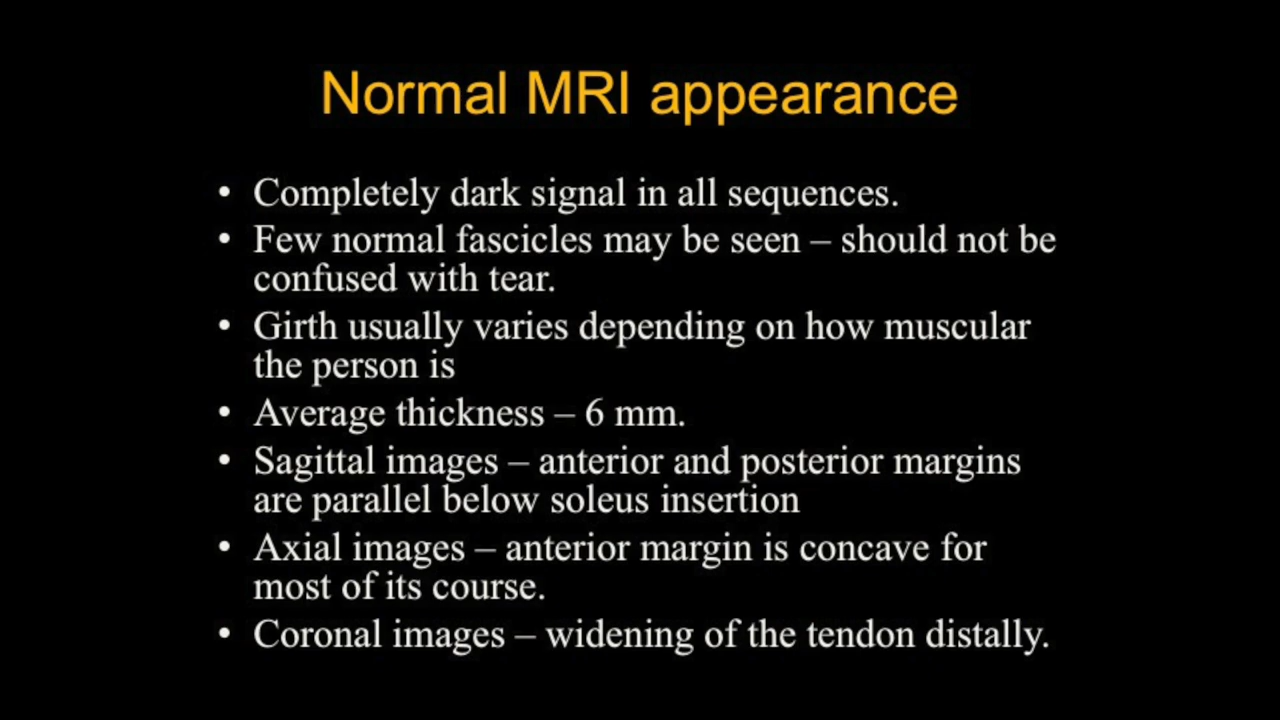 Normal MRI appearance
• Completely dark signal in all sequences.
• Few normal fascicles may be seen – should not be
confused with tear.
• Girth usually varies depending on how muscular
the person is
• Average thickness – 6 mm.
• Sagittal images – anterior and posterior margins
are parallel below soleus insertion
• Axial images – anterior margin is concave for
most of its course.
• Coronal images – widening of the tendon distally.